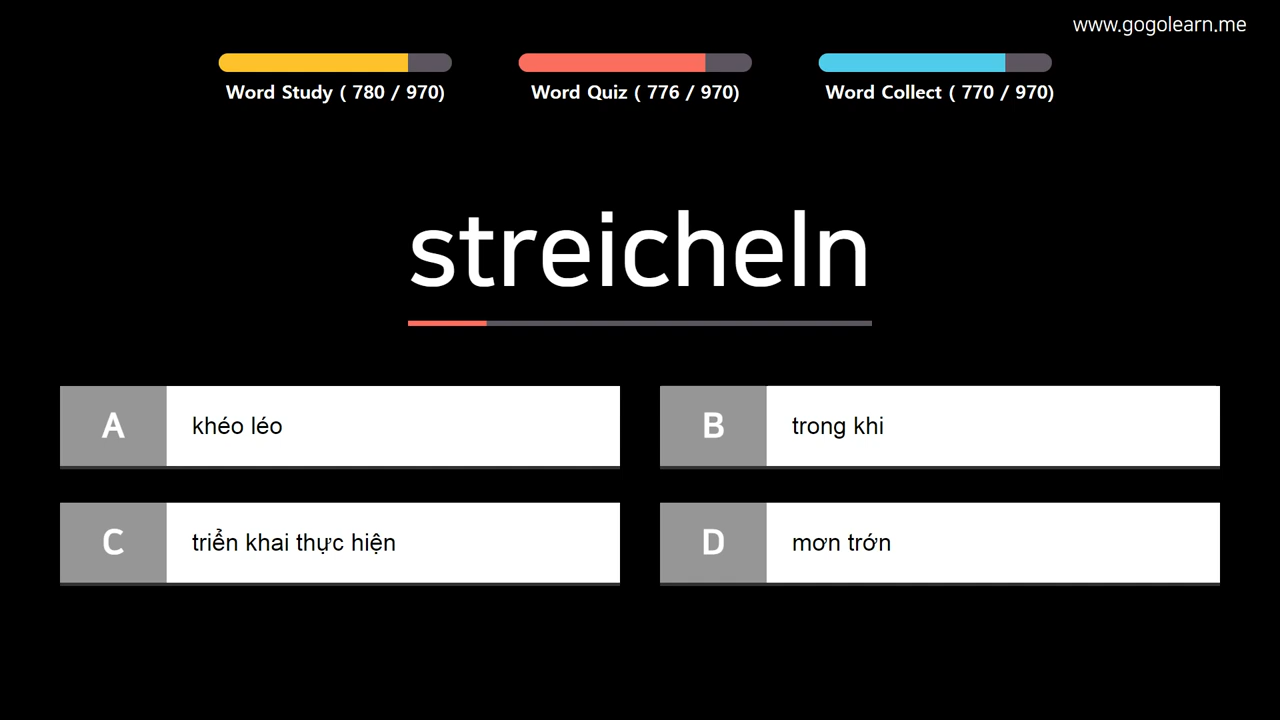 www.gogolearn.me
Word Study ( 780 / 970)
Word Quiz ( 776 / 970)
Word Collect ( 770 / 970)
streicheln
A khéo léo
B trong khi
C triển khai thực hiện
D mơn trớn